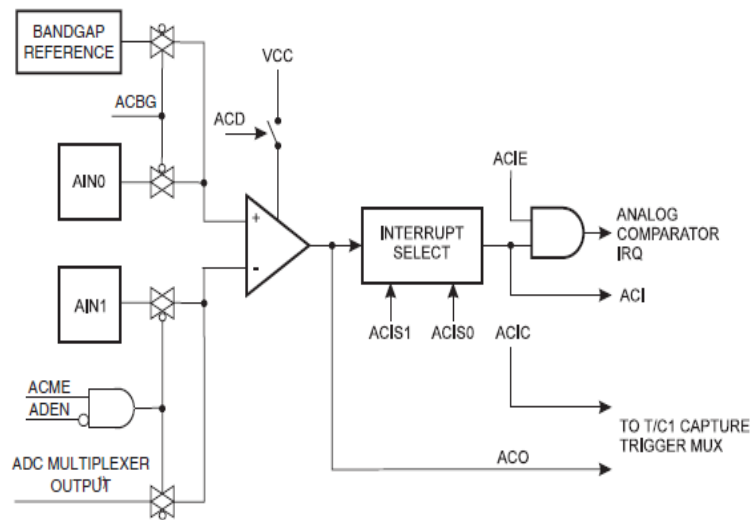 BANDGAP
REFERENCE
VCC
ACBG
ACD
AIN0
ACIE
+
-
INTERRUPT
SELECT
ANALOG
COMPARATOR
IRQ
AIN1
ACI
ACIS1
ACIS0
ACIC
ACME
ADEN
TO T/C1 CAPTURE
TRIGGER MUX
ADC MULTIPLEXER
OUTPUT
ACO